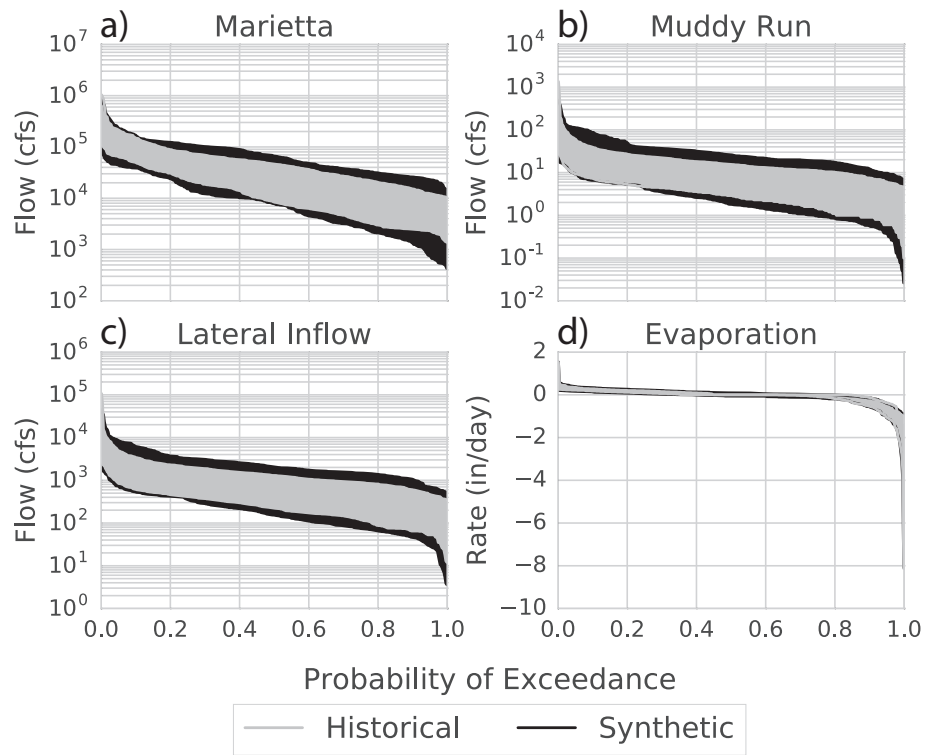 a) Marietta
10^7
10^6
10^5
10^4
10^3
10^2
Flow (cfs)
b) Muddy Run
10^4
10^3
10^2
10^1
10^0
10^-1
10^-2
Flow (cfs)
c) Lateral Inflow
10^6
10^5
10^4
10^3
10^2
10^1
10^0
Flow (cfs)
0.0 0.2 0.4 0.6 0.8 1.0
d) Evaporation
2
0
−2
−4
−6
−8
−10
Rate (in/day)
0.0 0.2 0.4 0.6 0.8 1.0
Probability of Exceedance
Historical Synthetic